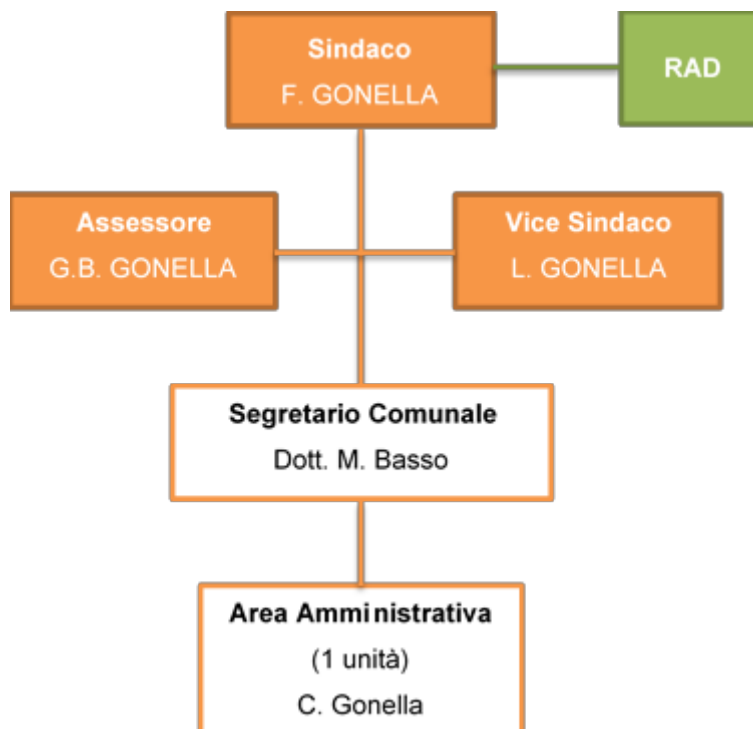 Sindaco
F. GONELLA
RAD
Assessore
G.B. GONELLA
Vice Sindaco
L. GONELLA
Segretario Comunale
Dott. M. Basso
Area Amministrativa
(1 unità)
C. Gonella